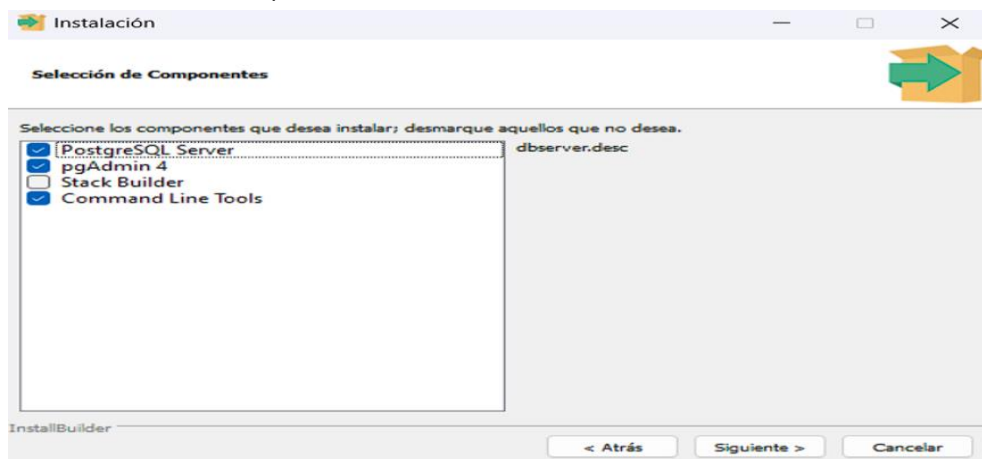 Instalación
Selección de Componentes
Seleccione los componentes que desea instalar; desmarque aquellos que no desea.
PostgreSQL Server
dbserver.desc
pgAdmin 4
Stack Builder
Command Line Tools
InstallBuilder
< Atrás
Siguiente >
Cancelar